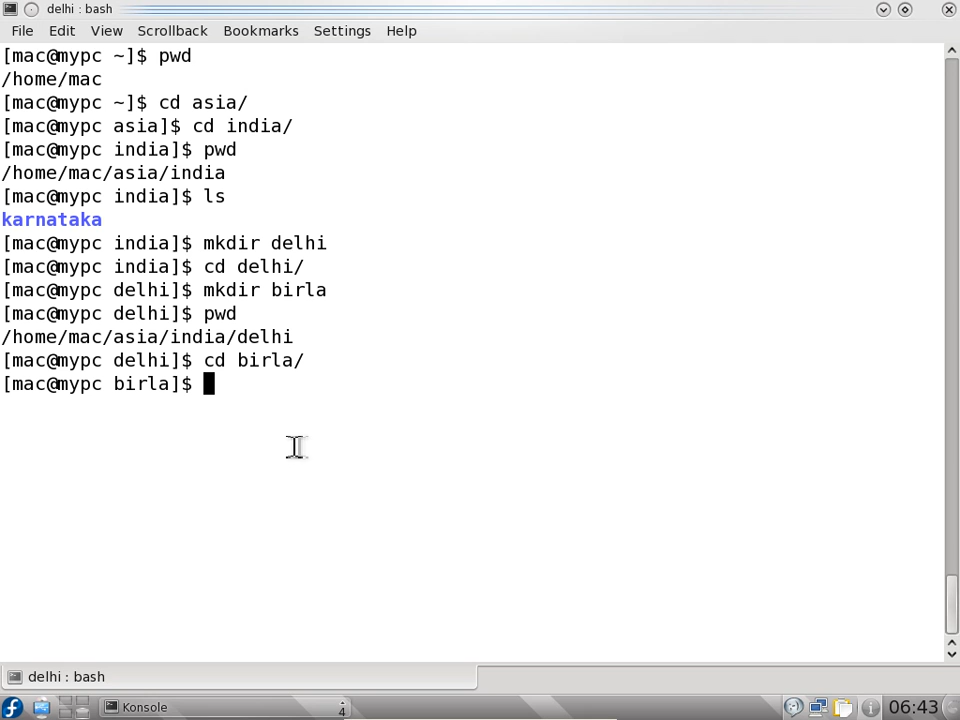 delhi : bash
File Edit View Scrollback Bookmarks Settings Help
[mac@mypc ~]$ pwd
/home/mac
[mac@mypc ~]$ cd asia/
[mac@mypc asia]$ cd india/
[mac@mypc india]$ pwd
/home/mac/asia/india
[mac@mypc india]$ ls
karnataka
[mac@mypc india]$ mkdir delhi
[mac@mypc india]$ cd delhi/
[mac@mypc delhi]$ mkdir birla
[mac@mypc delhi]$ pwd
/home/mac/asia/india/delhi
[mac@mypc delhi]$ cd birla/
[mac@mypc birla]$
delhi : bash
Konsole 4 06:43